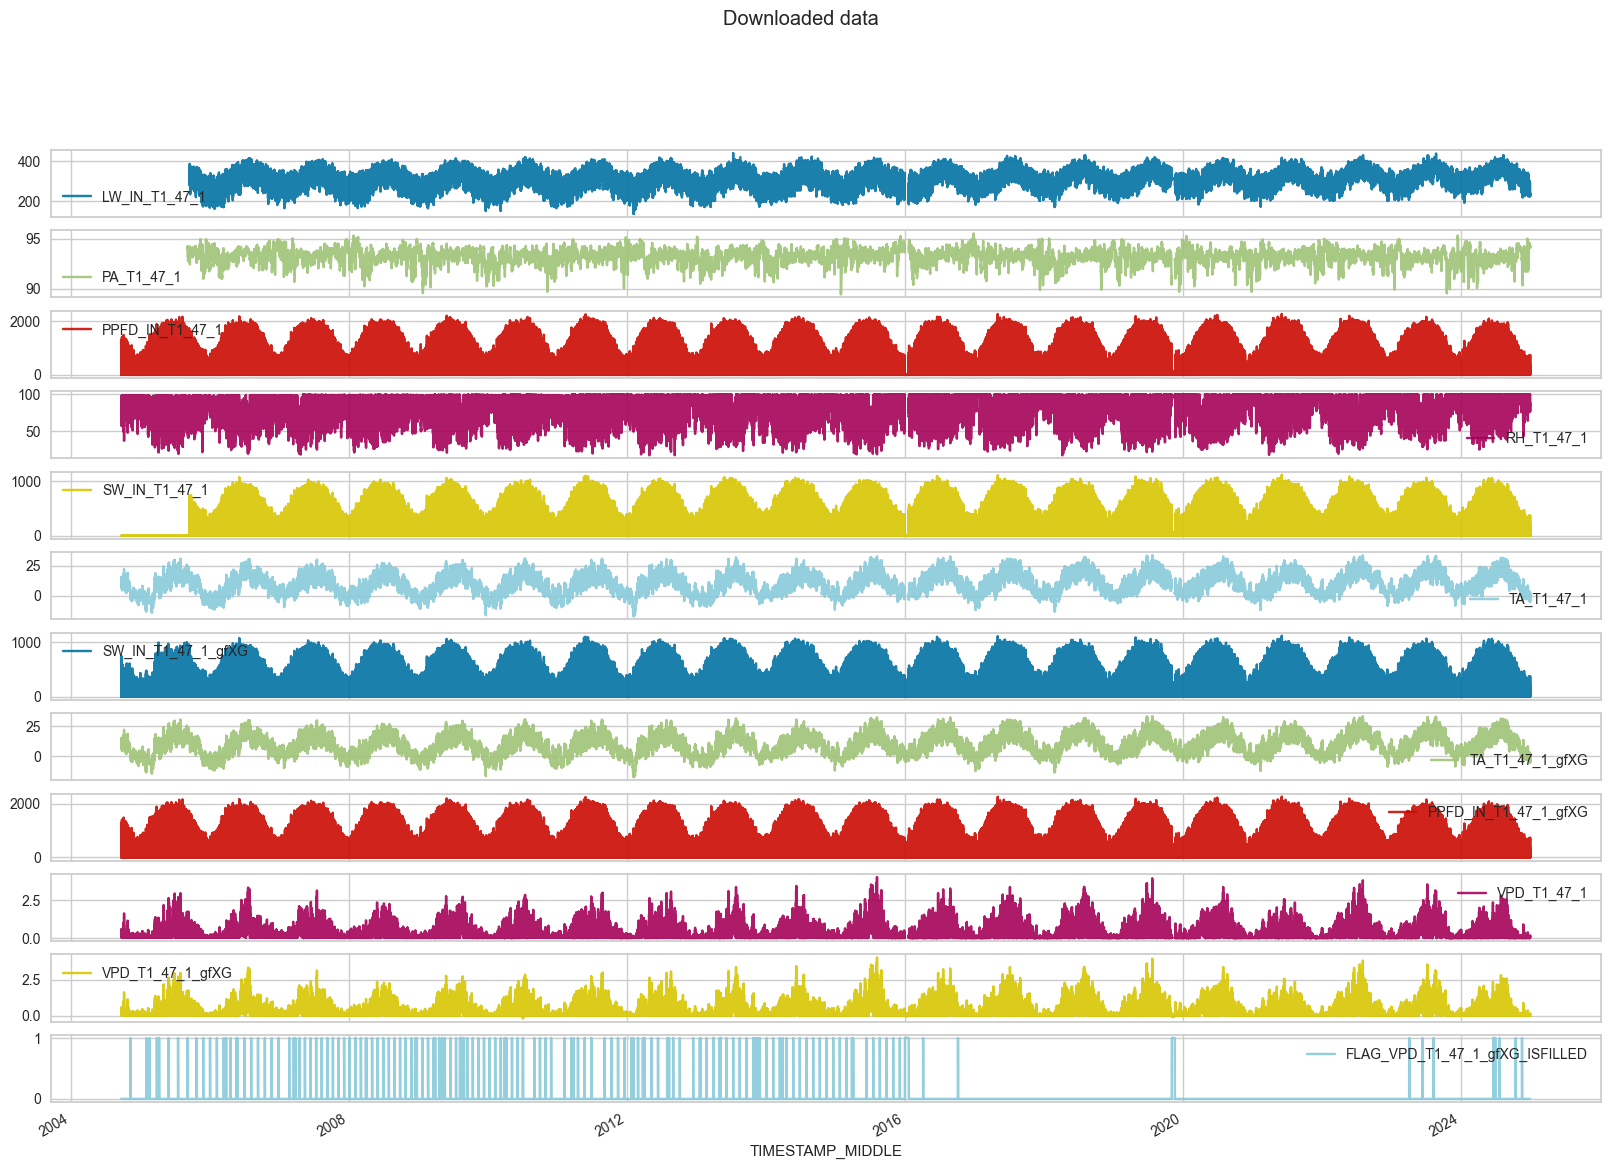 Downloaded data
400
200
LW_IN_T1_47_1
95
90
PA_T1_47_1
2000
0
PPFD_IN_T1_47_1
100
50
RH_T1_47_1
1000
0
SW_IN_T1_47_1
25
0
TA_T1_47_1
1000
0
SW_IN_T1_47_1_gfXG
25
0
TA_T1_47_1_gfXG
2000
0
PPFD_IN_T1_47_1_gfXG
2.5
0.0
VPD_T1_47_1
2.5
0.0
VPD_T1_47_1_gfXG
1
0
FLAG_VPD_T1_47_1_gfXG_ISFILLED
2004 2008 2012 2016 2020 2024
TIMESTAMP_MIDDLE